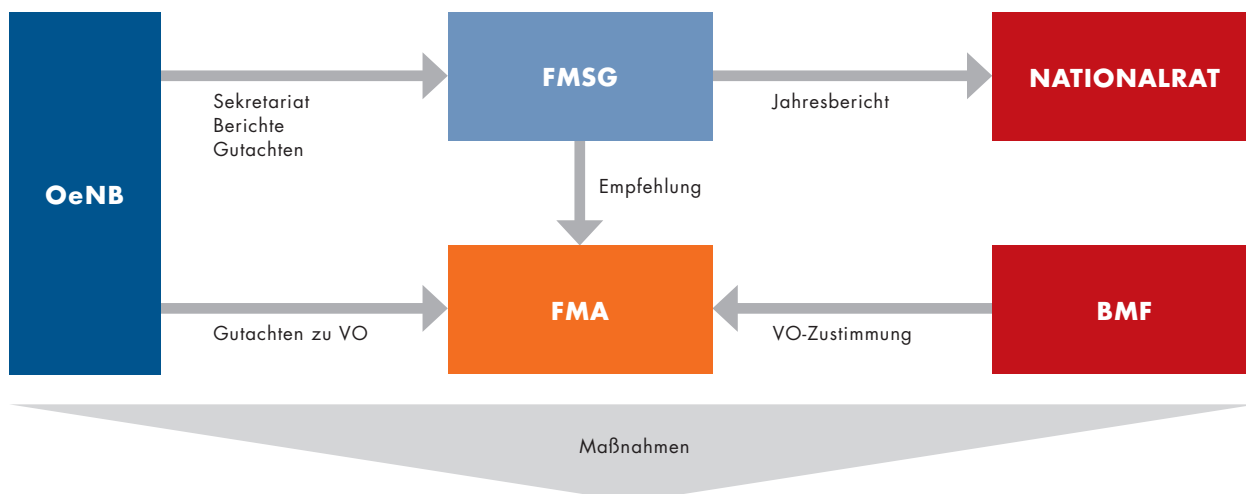 OeNB
FMSG
NATIONALRAT
Sekretariat
Berichte
Gutachten
Jahresbericht
Empfehlung
FMA
BMF
Gutachten zu VO
VO-Zustimmung
Maßnahmen